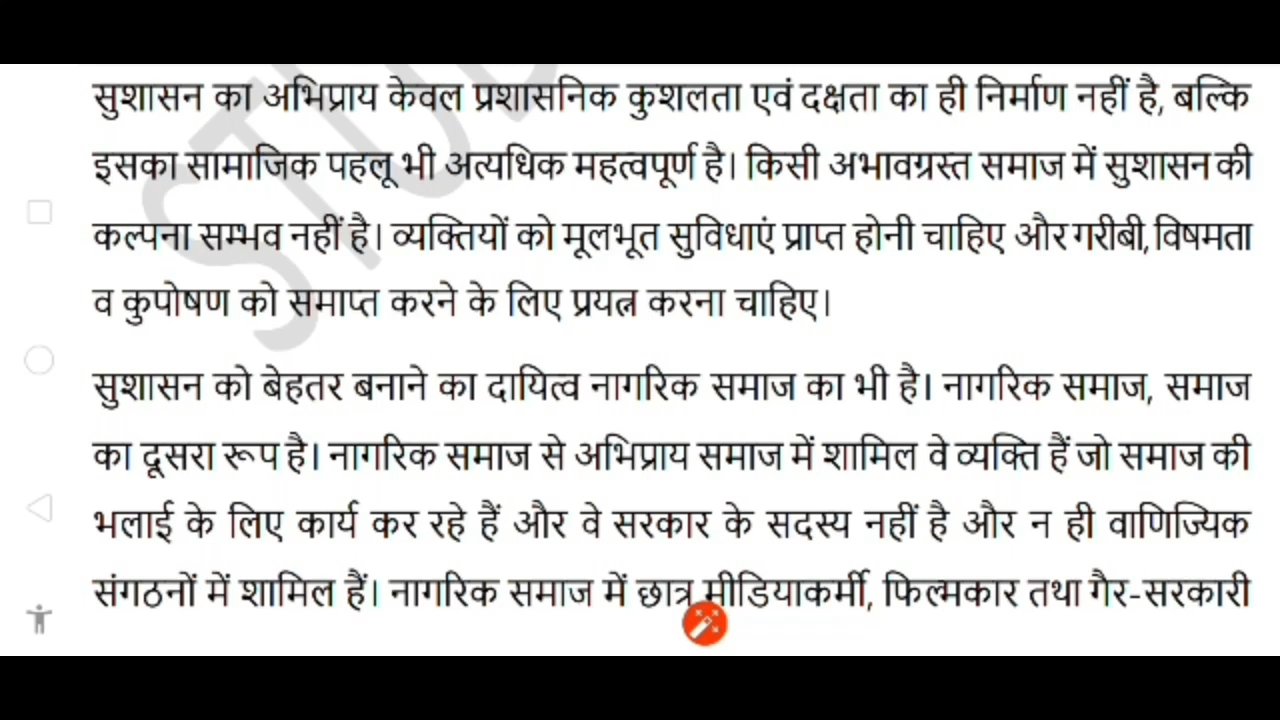 सुशासन का अभिप्राय केवल प्रशासनिक कुशलता एवं दक्षता का ही निर्माण नहीं है, बल्कि
इसका सामाजिक पहलू भी अत्यधिक महत्वपूर्ण है। किसी अभावग्रस्त समाज में सुशासन की
कल्पना सम्भव नहीं है। व्यक्तियों को मूलभूत सुविधाएं प्राप्त होनी चाहिए और गरीबी, विषमता
व कुपोषण को समाप्त करने के लिए प्रयत्न करना चाहिए।
सुशासन को बेहतर बनाने का दायित्व नागरिक समाज का भी है। नागरिक समाज, समाज
का दूसरा रूप है। नागरिक समाज से अभिप्राय समाज में शामिल वे व्यक्ति हैं जो समाज की
भलाई के लिए कार्य कर रहे हैं और वे सरकार के सदस्य नहीं है और न ही वाणिज्यिक
संगठनों में शामिल हैं। नागरिक समाज में छात्र मीडियाकर्मी, फिल्मकार तथा गैर-सरकारी